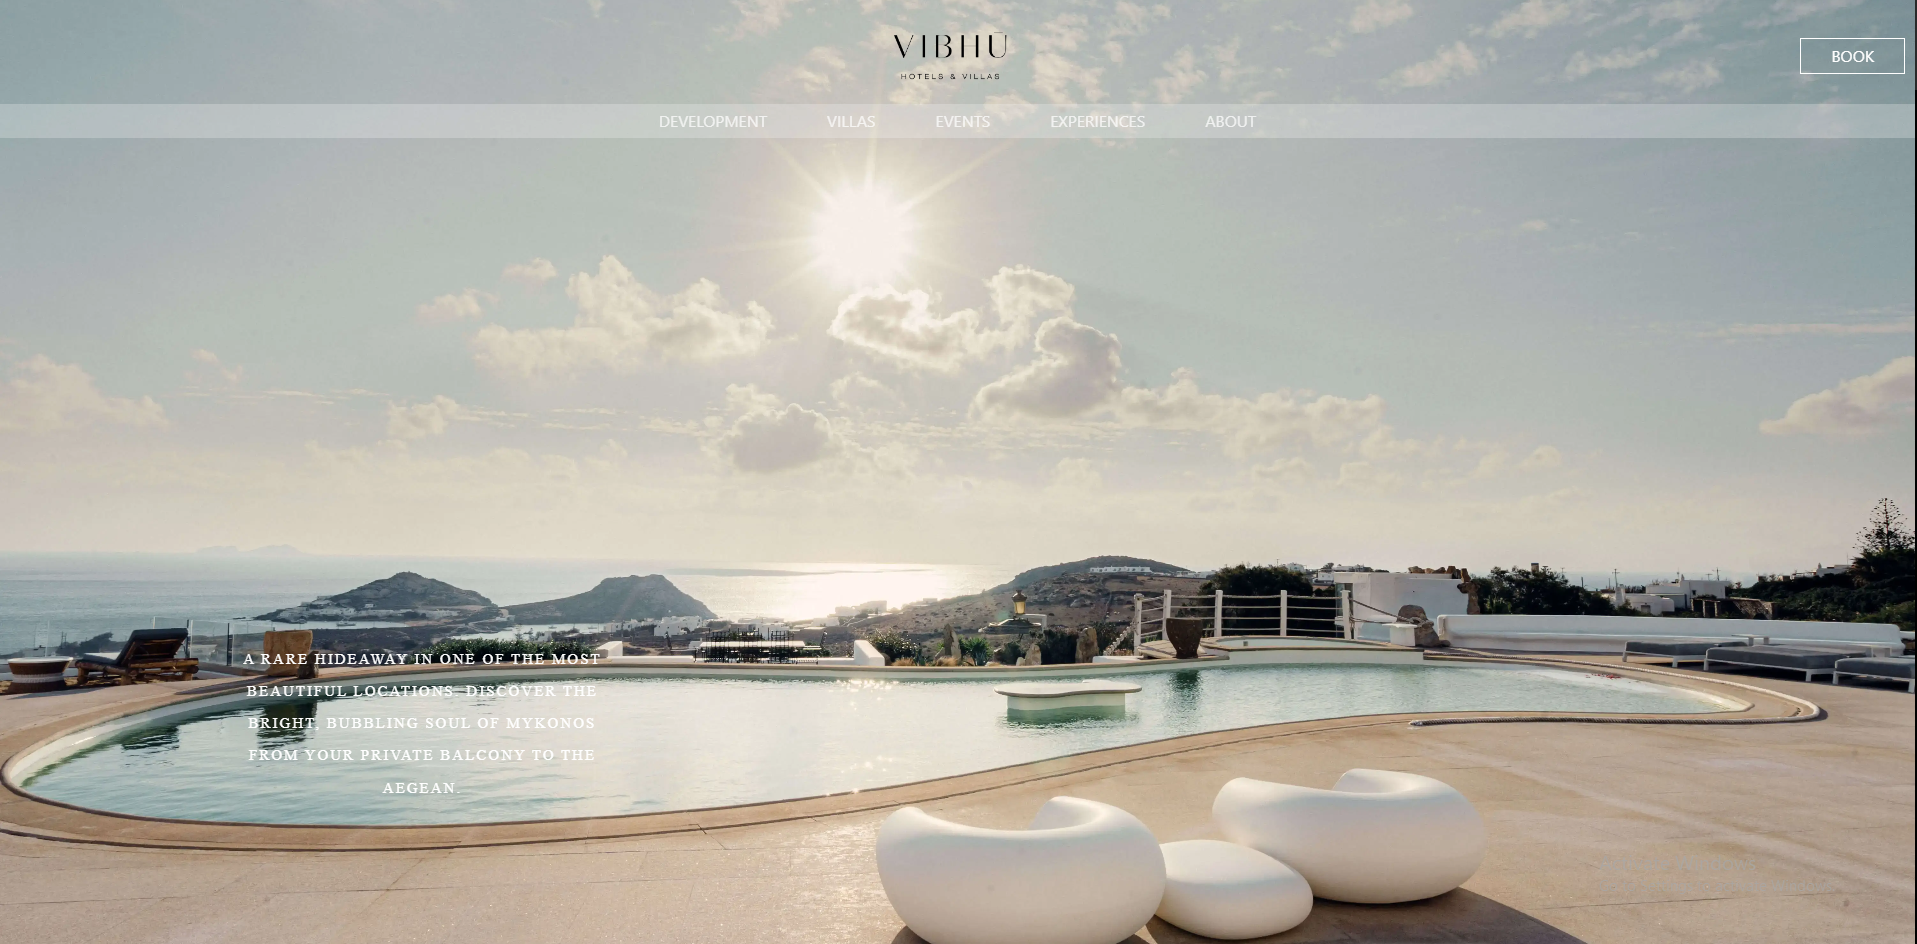 VIBHŪ
HOTELS & VILLAS
BOOK
DEVELOPMENT VILLAS EVENTS EXPERIENCES ABOUT
A RARE HIDEAWAY IN ONE OF THE MOST
BEAUTIFUL LOCATIONS. DISCOVER THE
BRIGHT, BUBBLING SOUL OF MYKONOS
FROM YOUR PRIVATE BALCONY TO THE
AEGEAN.